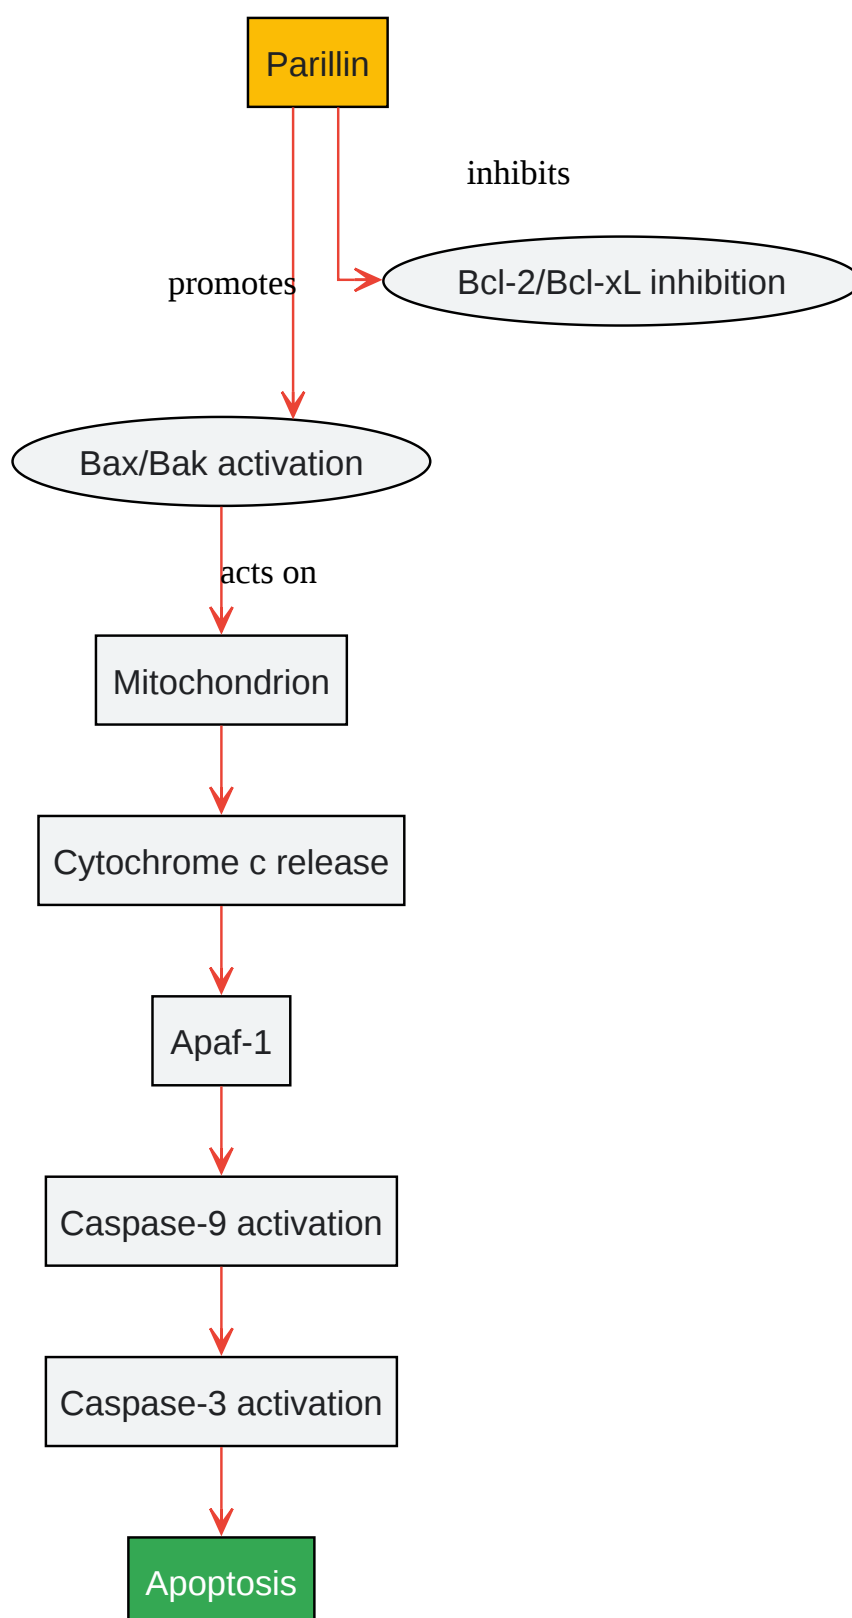 Parillin
inhibits
promotes
Bcl-2/Bcl-xL inhibition
Bax/Bak activation
acts on
Mitochondrion
Cytochrome c release
Apaf-1
Caspase-9 activation
Caspase-3 activation
Apoptosis